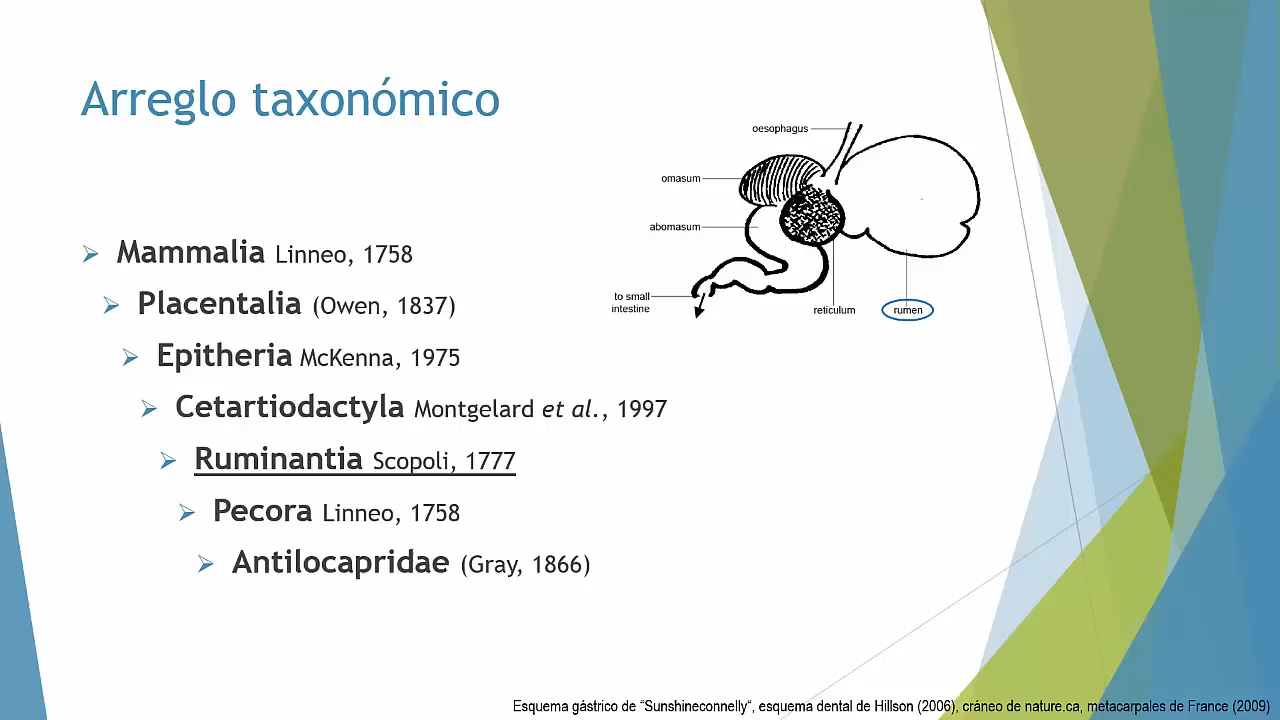 Arreglo taxonómico
oesophagus
omasum
abomasum
to small
intestine
reticulum
rumen
Mammalia Linneo, 1758
Placentalia (Owen, 1837)
Epitheria McKenna, 1975
Cetartiodactyla Montgelard et al., 1997
Ruminantia Scopoli, 1777
Pecora Linneo, 1758
Antilocapridae (Gray, 1866)
Esquema gástrico de "Sunshineconnelly", esquema dental de Hillson (2006), cráneo de nature.ca, metacarpales de France (2009)